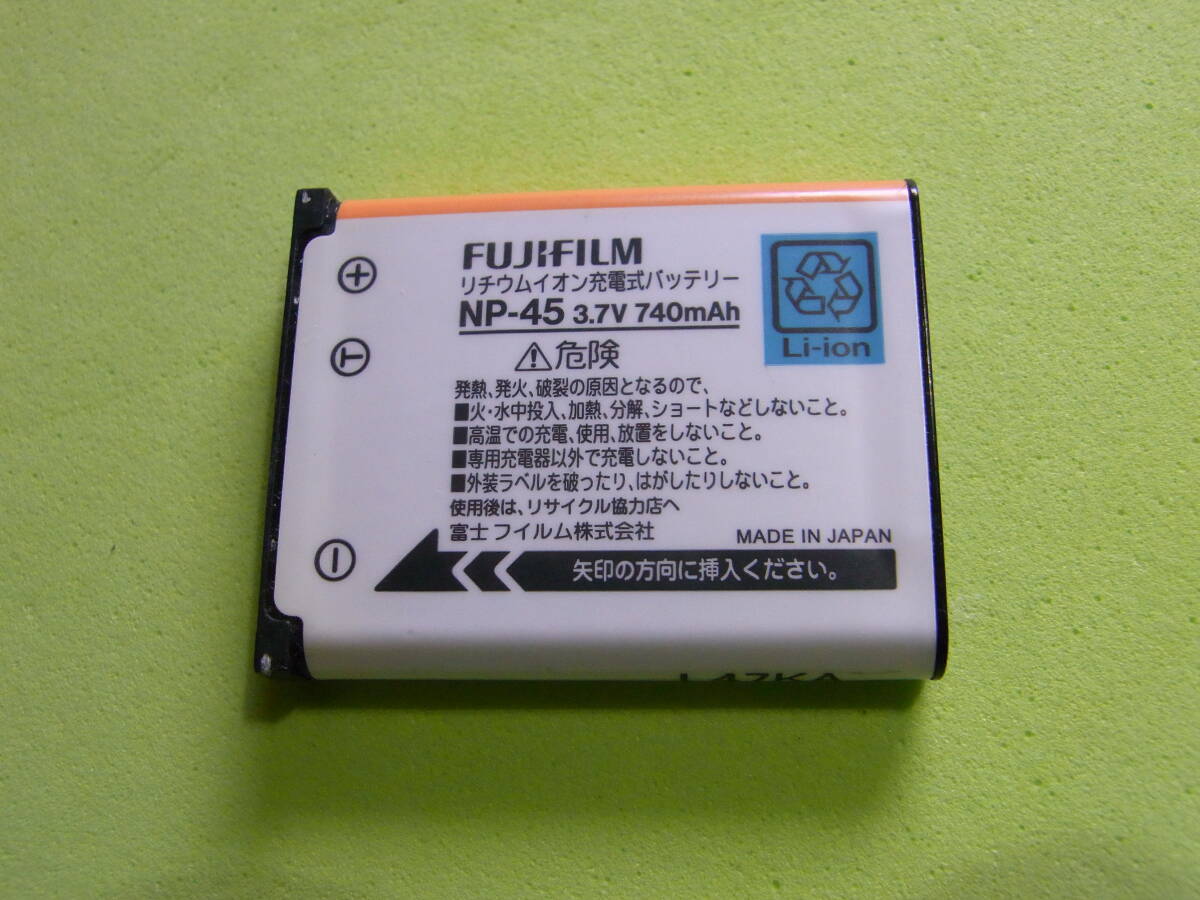 FUJIFILM
リチウムイオン充電式バッテリー
NP-45 3.7V 740mAh
Li-ion
危険
発熱、発火、破裂の原因となるので、
■火・水中投入、加熱、分解、ショートなどしないこと。
■高温での充電、使用、放置をしないこと。
■専用充電器以外で充電しないこと。
■外装ラベルを破ったり、はがしたりしないこと。
使用後は、リサイクル協力店へ
富士フイルム株式会社
MADE IN JAPAN
矢印の方向に挿入ください。